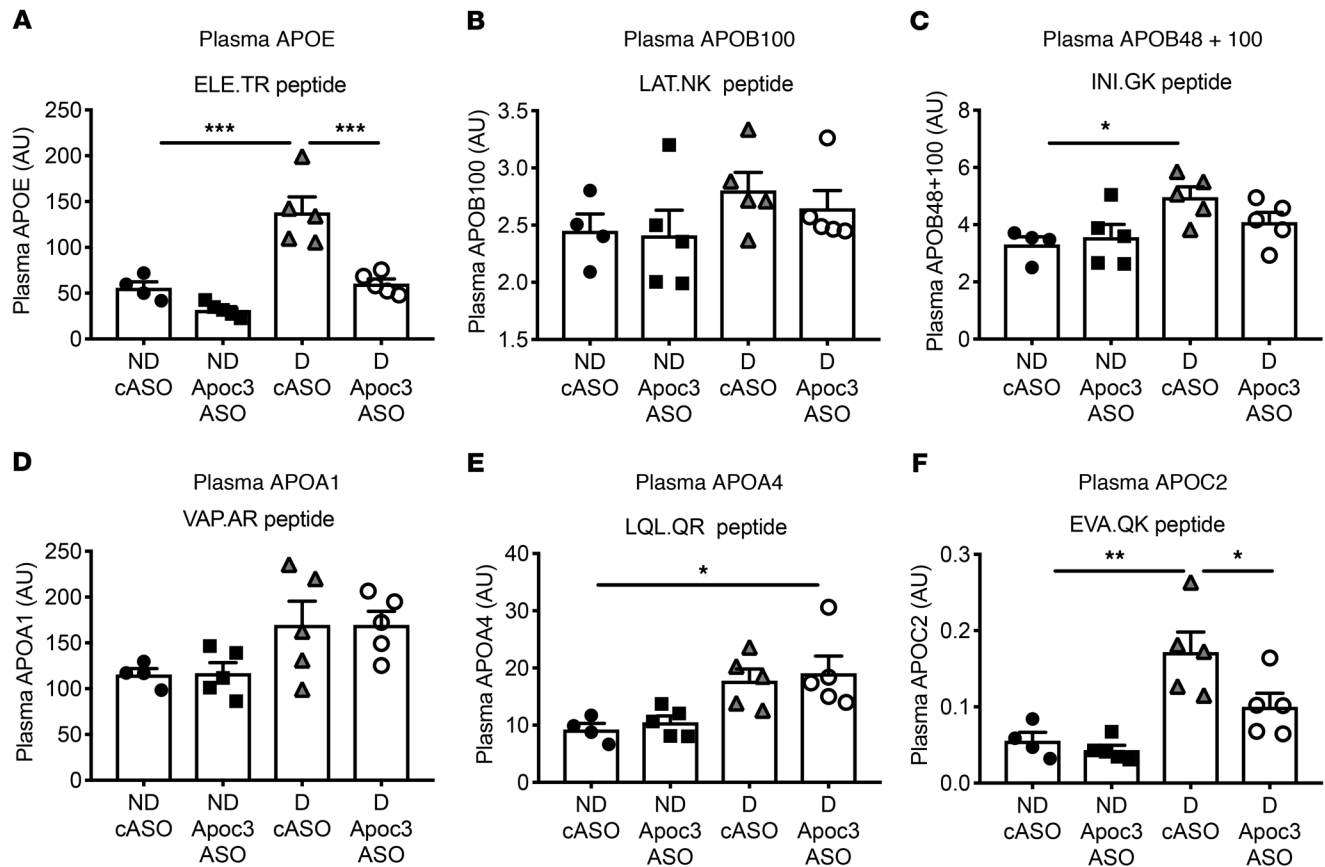 A
Plasma APOE
ELE.TR peptide
Plasma APOE (AU)
250
200
150
100
50
0
***
***
ND
cASO
ND
Apoc3
ASO
D
cASO
D
Apoc3
ASO
B
Plasma APOB100
LAT.NK peptide
Plasma APOB100 (AU)
3.5
3.0
2.5
2.0
1.5
ND
cASO
ND
Apoc3
ASO
D
cASO
D
Apoc3
ASO
C
Plasma APOB48 + 100
INI.GK peptide
Plasma APOB48+100 (AU)
8
6
4
2
0
*
ND
cASO
ND
Apoc3
ASO
D
cASO
D
Apoc3
ASO
D
Plasma APOA1
VAP.AR peptide
Plasma APOA1 (AU)
250
200
150
100
50
0
ND
cASO
ND
Apoc3
ASO
D
cASO
D
Apoc3
ASO
E
Plasma APOA4
LQL.QR peptide
Plasma APOA4 (AU)
40
30
20
10
0
*
ND
cASO
ND
Apoc3
ASO
D
cASO
D
Apoc3
ASO
F
Plasma APOC2
EVA.QK peptide
Plasma APOC2 (AU)
0.3
0.2
0.1
0.0
**
*
ND
cASO
ND
Apoc3
ASO
D
cASO
D
Apoc3
ASO